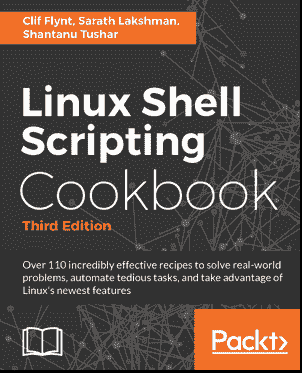 Clif Flynt, Sarath Lakshman,
Shantanu Tushar
Linux Shell
Scripting
Cookbook
Third Edition
Over 110 incredibly effective recipes to solve real-world
problems, automate tedious tasks, and take advantage of
Linux's newest features
Packt>